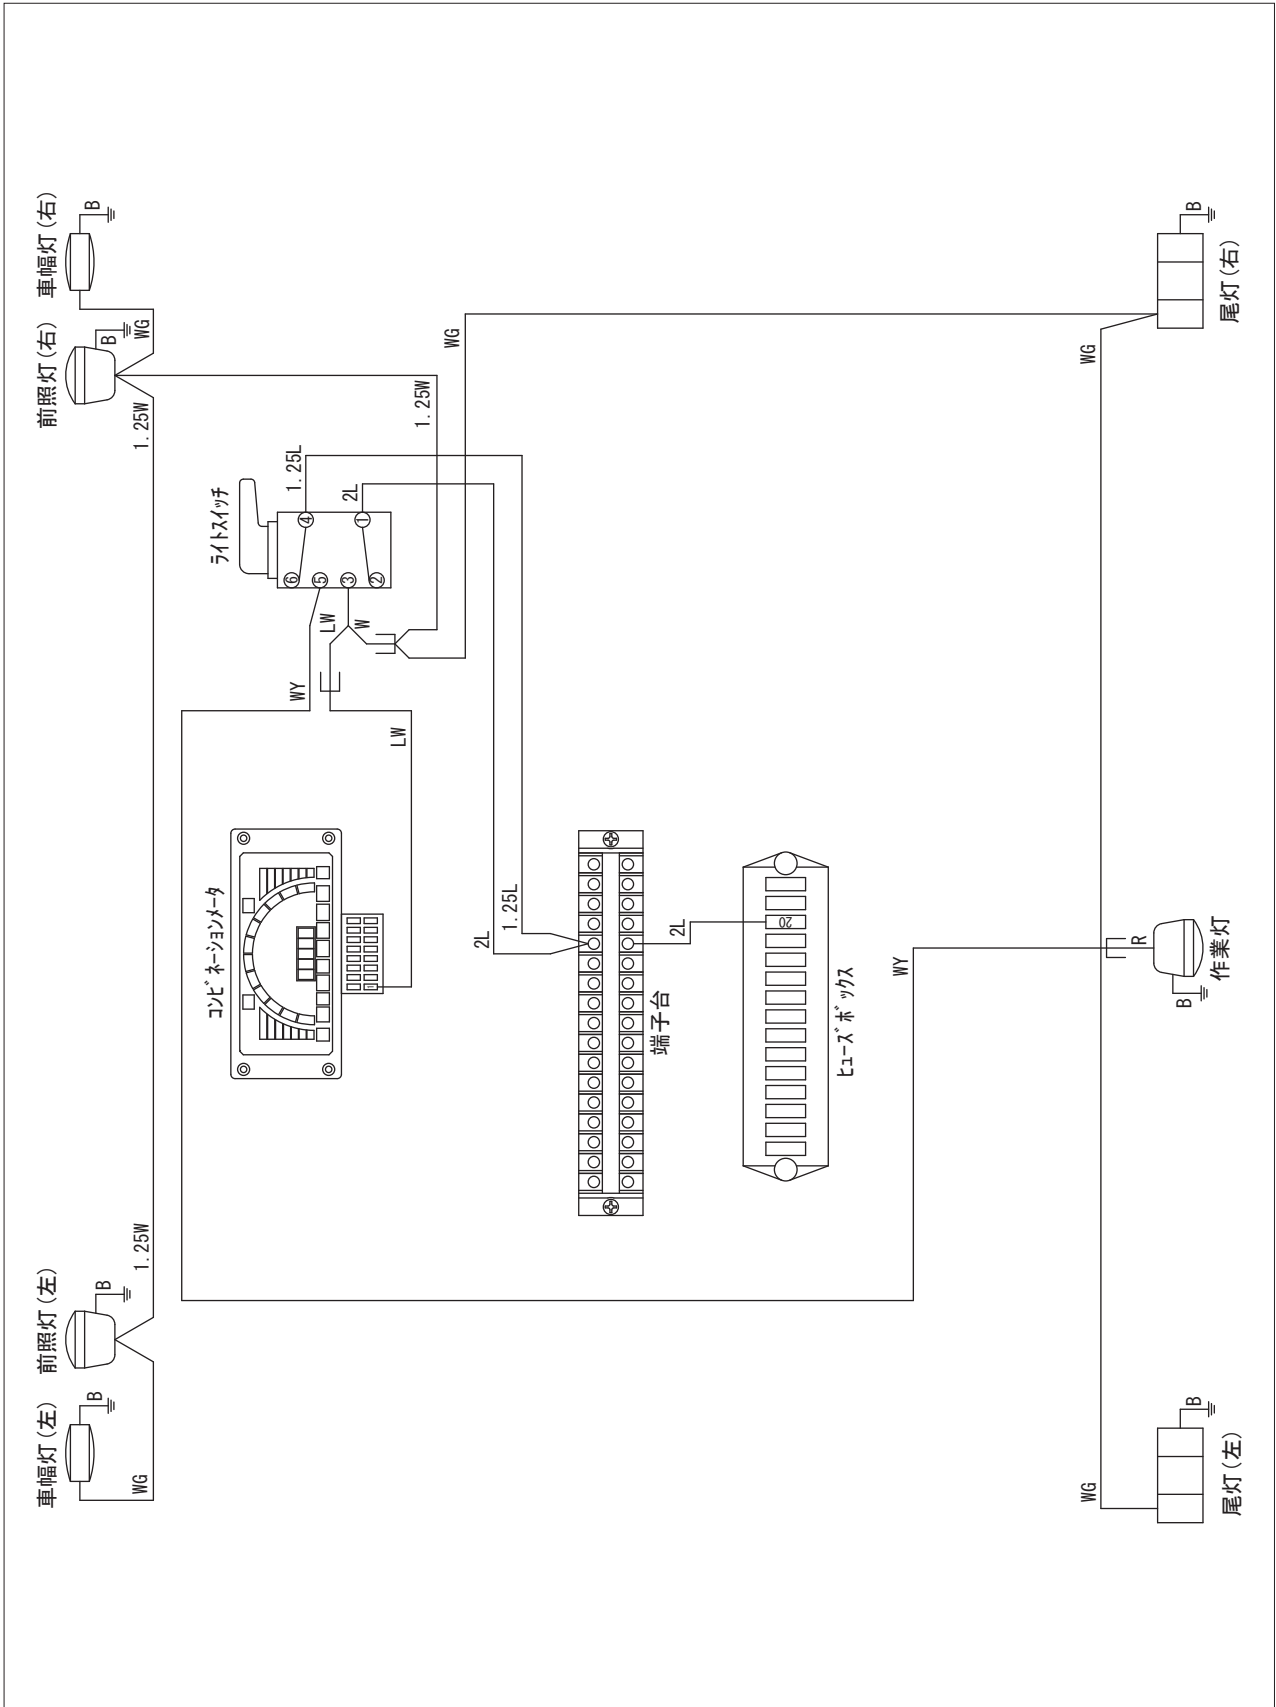 車幅灯(左)
前照灯(左)
前照灯(右)
車幅灯(右)
B
B
B
B
WG
1.25W
1.25W
WG
コンビネーションメータ
ライトスイッチ
1.25L
6
4
WY
5
LW
3
2L
1
W
2
1
LW
1.25W
WG
2L
1.25L
端子台
2L
20
ヒューズボックス
WY
WG
WG
R
B
B
B
尾灯(左)
作業灯
尾灯(右)